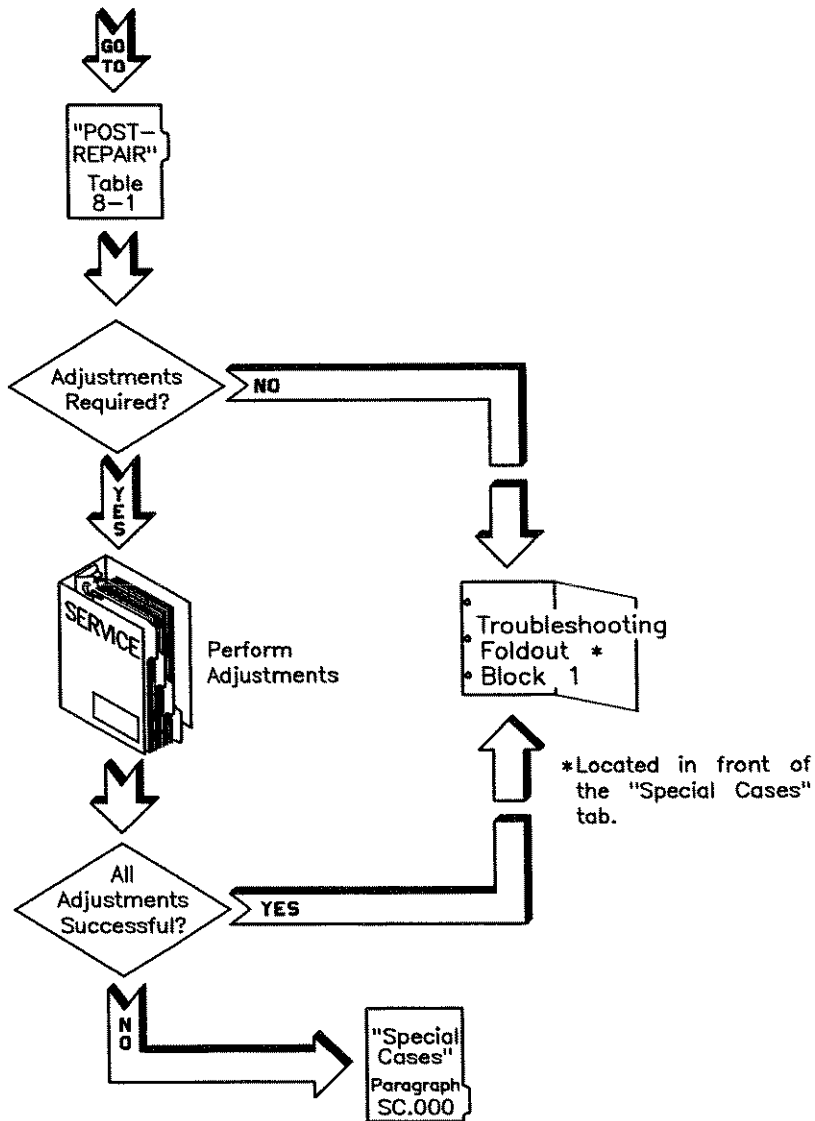 GO
TO
"POST-
REPAIR"
Table
8-1
Adjustments
Required?
NO
YES
SERVICE
Perform
Adjustments
Troubleshooting
Foldout *
Block 1
*Located in front of
the "Special Cases"
tab.
All
Adjustments
Successful?
YES
NO
"Special
Cases"
Paragraph
SC.000